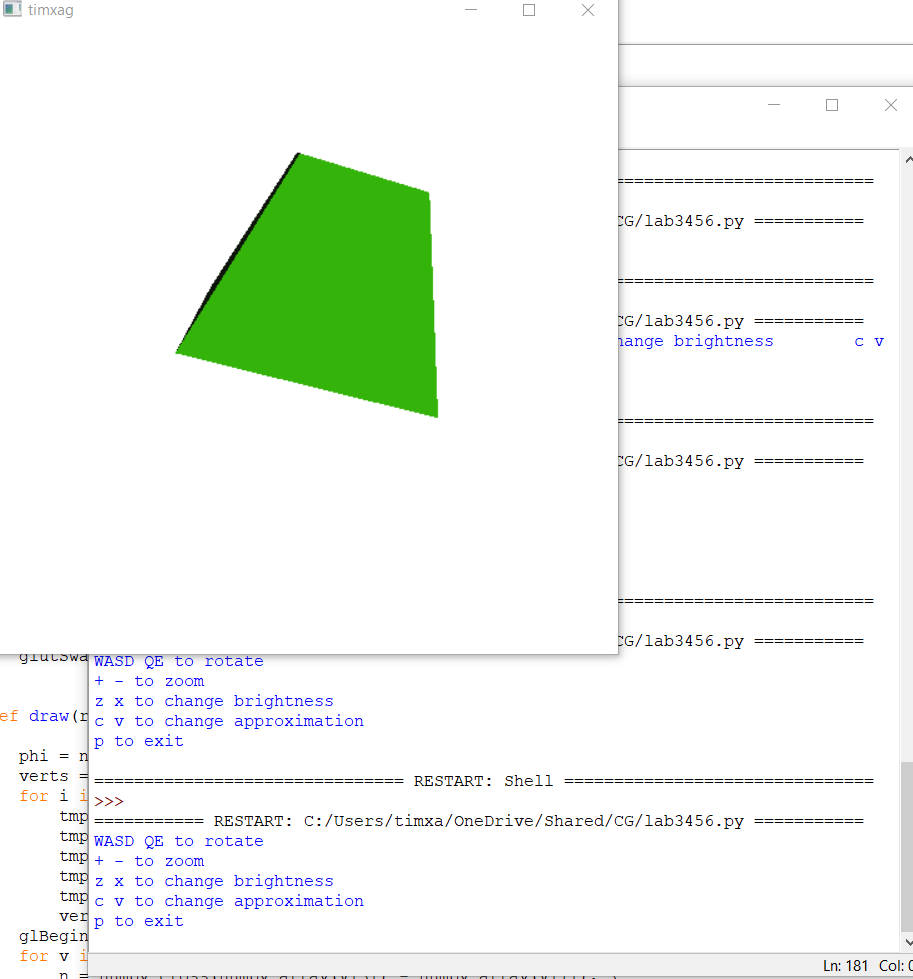 timxag
==========================
CG/lab3456.py ===========
==========================
CG/lab3456.py ===========
change brightness c v
==========================
CG/lab3456.py ===========
==========================
CG/lab3456.py ===========
glutSwa
WASD QE to rotate
+ - to zoom
z x to change brightness
ef draw(
c v to change approximation
phi = n
p to exit
verts =
=============================== RESTART: Shell ===============================
for i i
>>>
tmp
=========== RESTART: C:/Users/timxa/OneDrive/Shared/CG/lab3456.py ===========
tmp
WASD QE to rotate
tmp
+ - to zoom
tmp
z x to change brightness
tmp
c v to change approximation
ver
p to exit
glBegin
for v i
Ln: 181 Col: 0